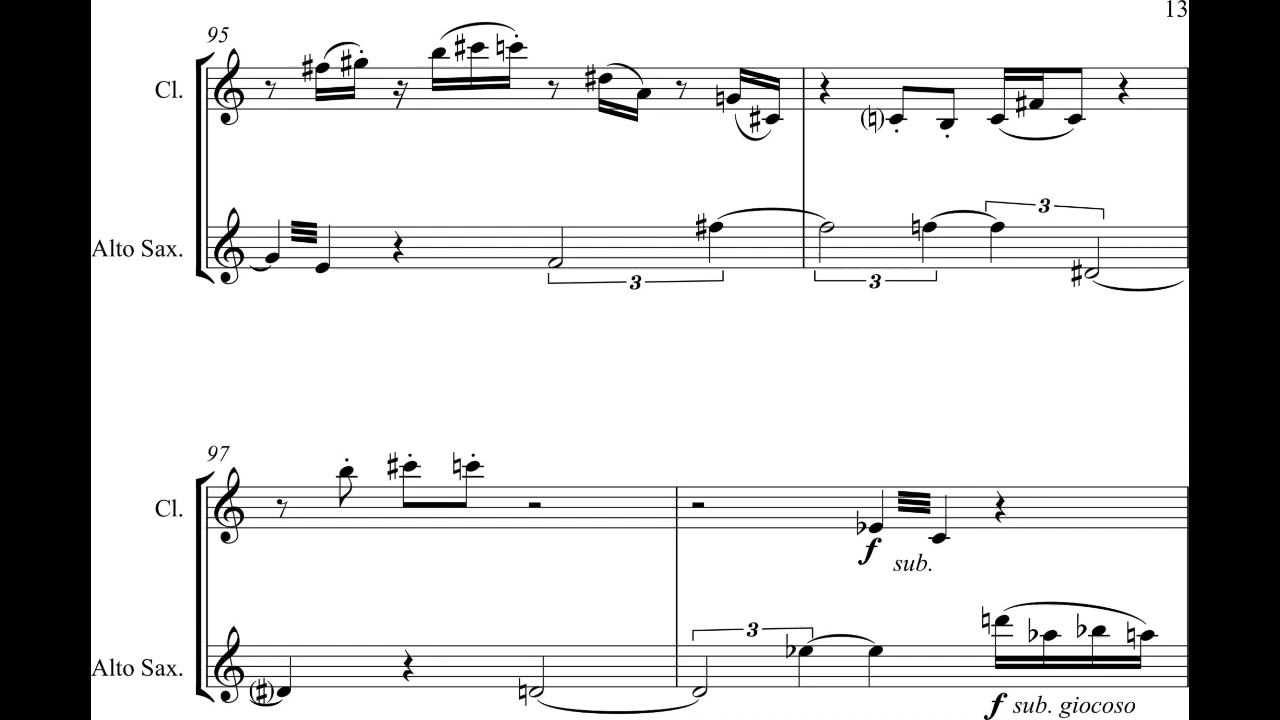 13
95
Cl.
3
Alto Sax.
3
3
97
Cl.
f
sub.
3
Alto Sax.
f sub. giocoso